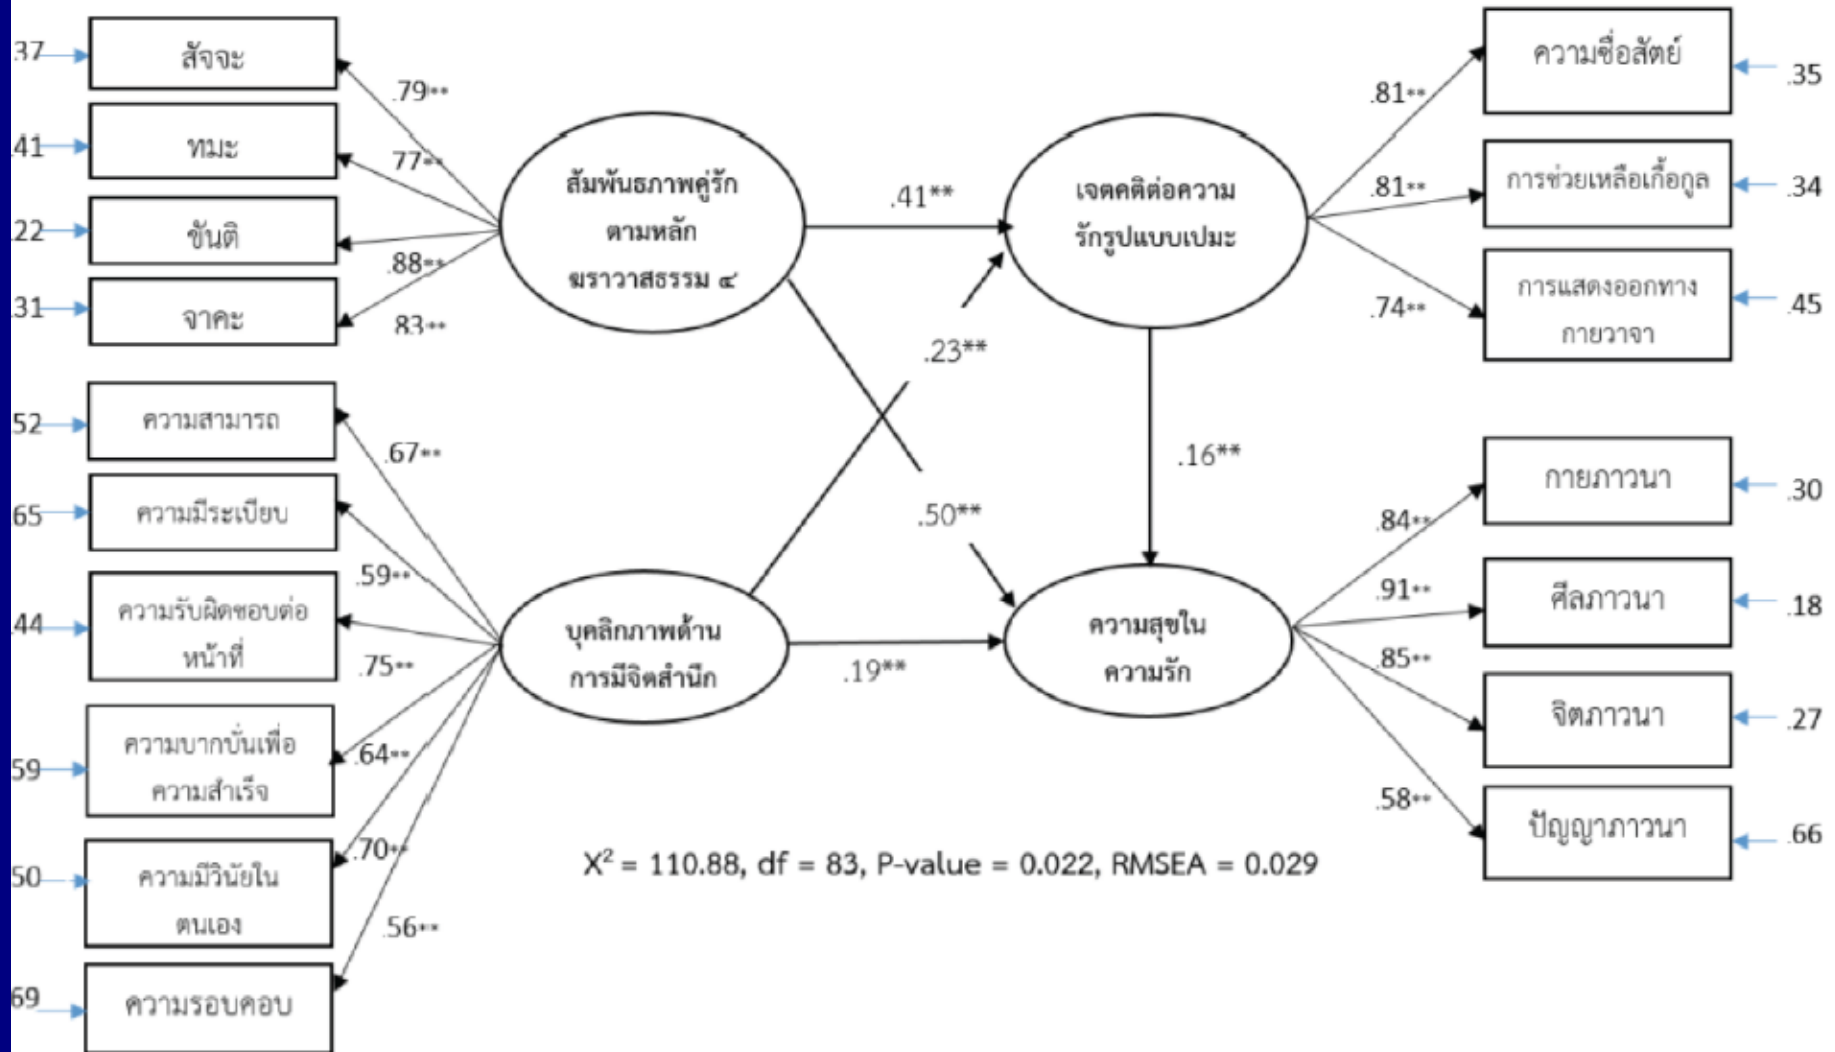 .37
สัจจะ
.79**
.41
ทมะ
.77**
.22
ขันติ
.88**
.31
จาคะ
.83**
สัมพันธภาพคู่รัก
ตามหลัก
ฆราวาสธรรม ๔
.41**
เจตคติต่อความ
รักรูปแบบเปมะ
.81**
ความซื่อสัตย์
.35
.81**
การช่วยเหลือเกื้อกูล
.34
.74**
การแสดงออกทาง
กายวาจา
.45
.23**
.50**
.16**
52
ความสามารถ
.67**
65
ความมีระเบียบ
.59**
44
ความรับผิดชอบต่อ
หน้าที่
.75**
59
ความบากบั่นเพื่อ
ความสำเร็จ
.64**
50
ความมีวินัยใน
ตนเอง
.70**
69
ความรอบคอบ
.56**
บุคลิกภาพด้าน
การมีจิตสำนึก
.19**
ความสุขใน
ความรัก
.84**
กายภาวนา
.30
.91**
ศีลภาวนา
.18
.85**
จิตภาวนา
.27
.58**
ปัญญาภาวนา
.66
X² = 110.88, df = 83, P-value = 0.022, RMSEA = 0.029